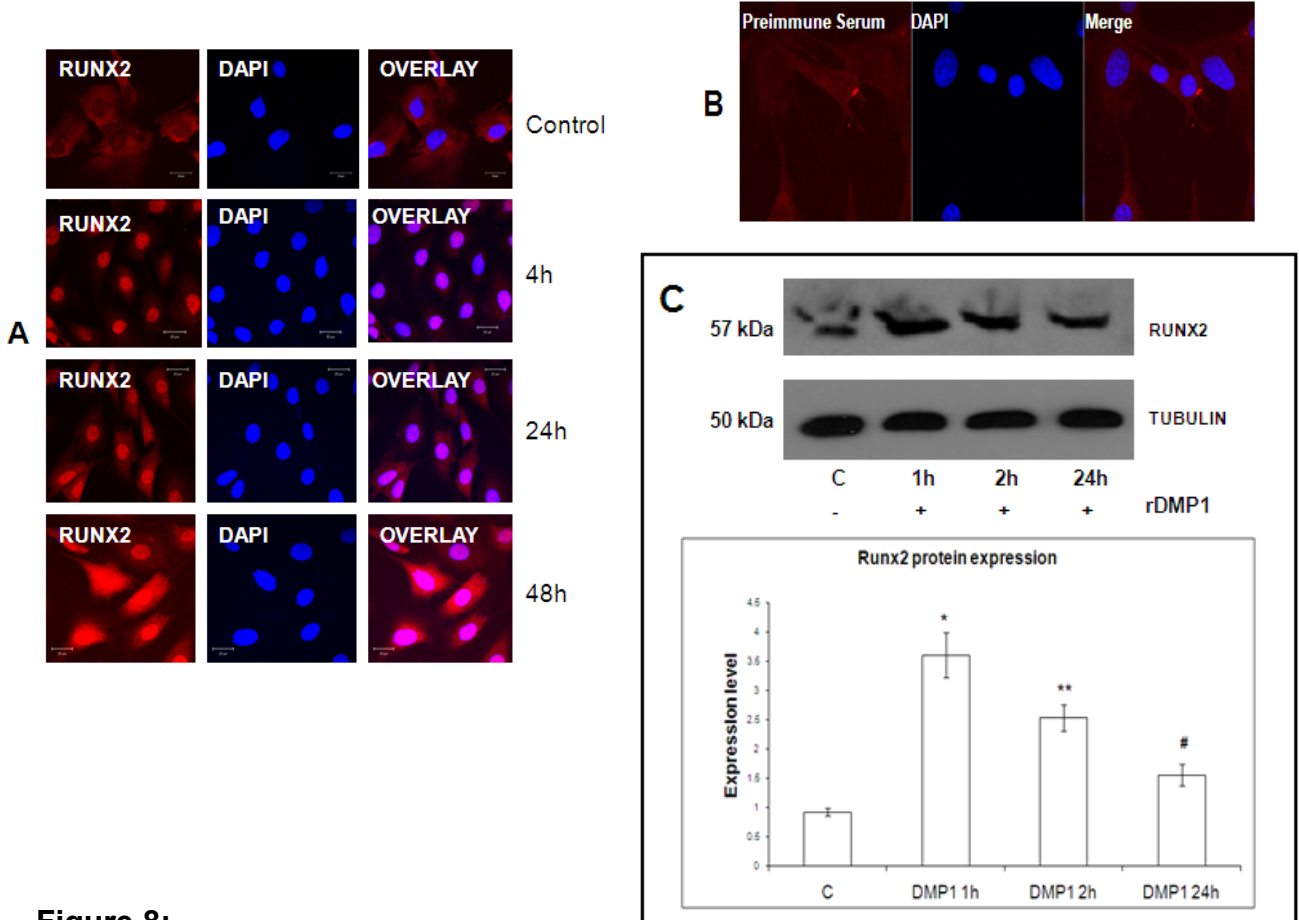 A
RUNX2 DAPI OVERLAY Control
RUNX2 DAPI OVERLAY 4h
RUNX2 DAPI OVERLAY 24h
RUNX2 DAPI OVERLAY 48h
B
Preimmune Serum DAPI Merge
C
57 kDa RUNX2
50 kDa TUBULIN
C 1h 2h 24h
- + + + rDMP1
Runx2 protein expression
Expression level
4.5
4
3.5
3
2.5
2
1.5
1
0.5
0
*
**
#
C DMP1 1h DMP1 2h DMP1 24h
Figure 8: